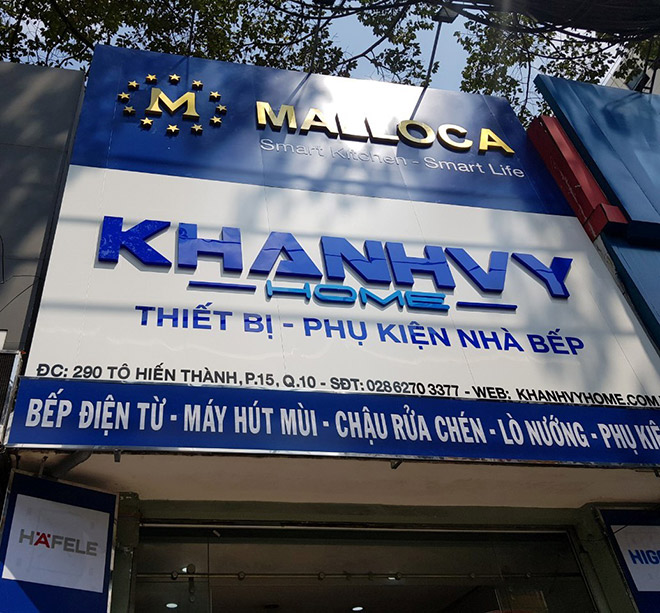 M MALLOCA
Smart Kitchen - Smart Life
KHANHVY
HOME
THIẾT BỊ - PHỤ KIỆN NHÀ BẾP
ĐC: 290 TÔ HIẾN THÀNH, P.15, Q.10 - SĐT: 028 6270 3377 - WEB: KHANHVYHOME.COM
BẾP ĐIỆN TỪ - MÁY HÚT MÙI - CHẬU RỬA CHÉN - LÒ NƯỚNG - PHỤ
HÄFELE